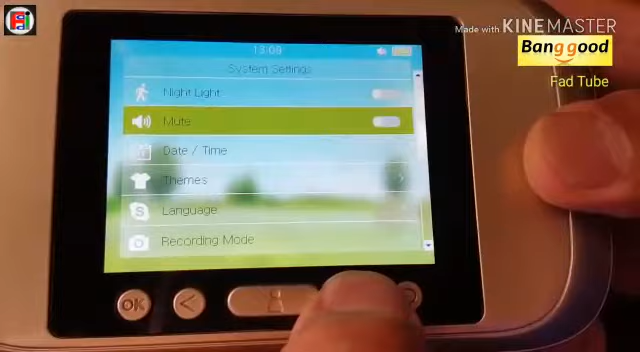 Made with KINEMASTER
Banggood
Fad Tube
13:09
System Settings
Night Light
Mute
Date / Time
Themes
Language
Recording Mode
OK